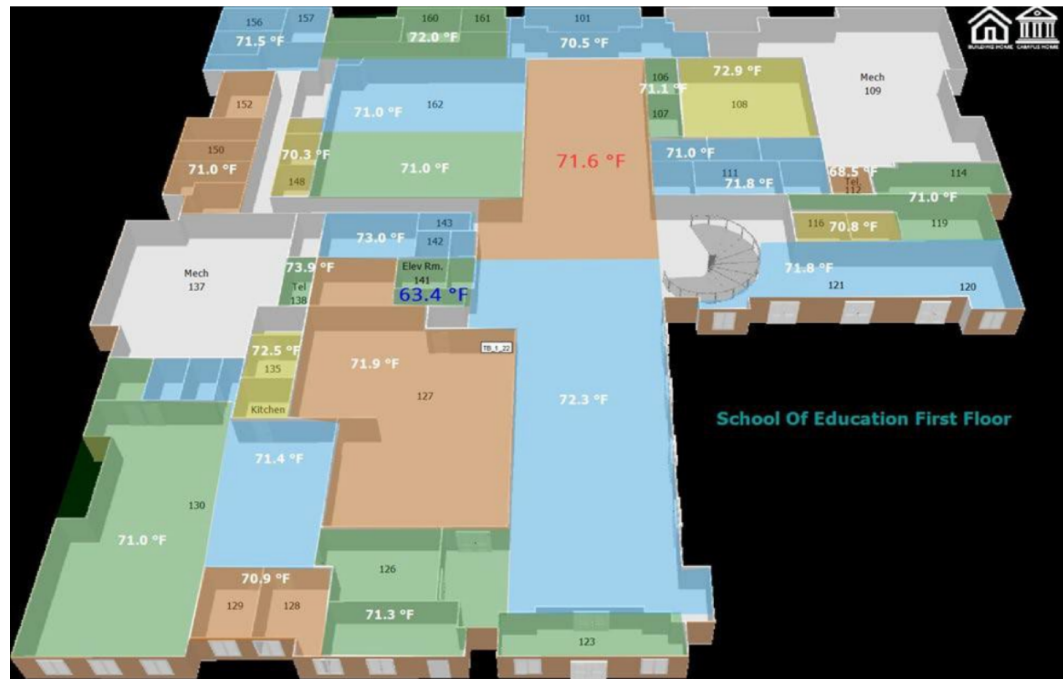 156
157
71.5 °F
160
161
72.0 °F
101
70.5 °F
BUILDING HOME
CAMPUS HOME
152
150
71.0 °F
162
71.0 °F
71.0 °F
70.3 °F
148
71.6 °F
106
71.1 °F
107
72.9 °F
108
Mech
109
71.0 °F
111
71.8 °F
68.5 °F
Tel.
112
114
71.0 °F
116
70.8 °F
119
71.8 °F
121
120
Mech
137
73.9 °F
Tel
138
143
73.0 °F
142
Elev Rm.
141
63.4 °F
TB_1_22
72.5 °F
135
Kitchen
71.9 °F
127
72.3 °F
School Of Education First Floor
71.4 °F
130
71.0 °F
70.9 °F
129
128
126
71.3 °F
123